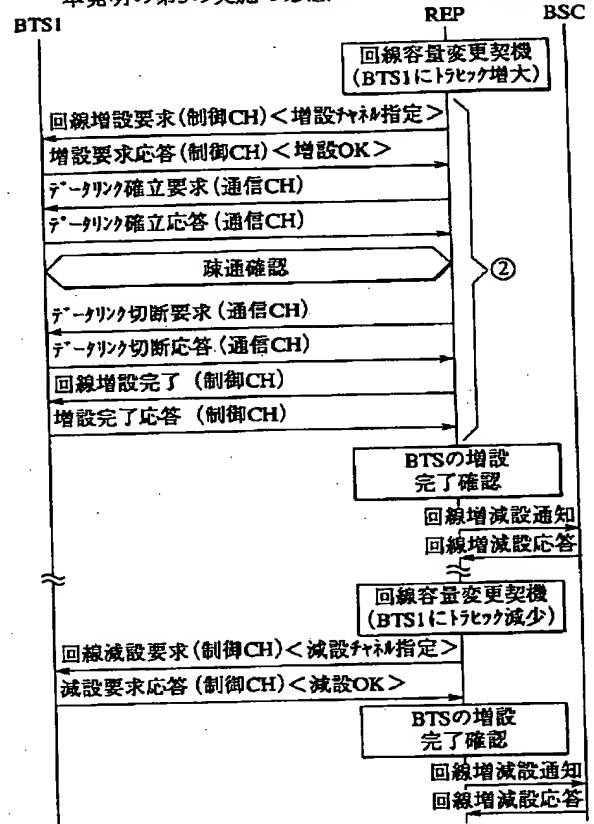 BTS1
REP
BSC
回線容量変更契機
(BTS1にトラヒック増大)
回線増設要求(制御CH)<増設チャネル指定>
増設要求応答(制御CH)<増設OK>
データリンク確立要求(通信CH)
データリンク確立応答(通信CH)
疎通確認
②
データリンク切断要求(通信CH)
データリンク切断応答(通信CH)
回線増設完了 (制御CH)
増設完了応答 (制御CH)
BTSの増設
完了確認
回線増減設通知
回線増減設応答
回線容量変更契機
(BTS1にトラヒック減少)
回線減設要求(制御CH)<減設チャネル指定>
減設要求応答(制御CH)<減設OK>
BTSの増設
完了確認
回線増減設通知
回線増減設応答